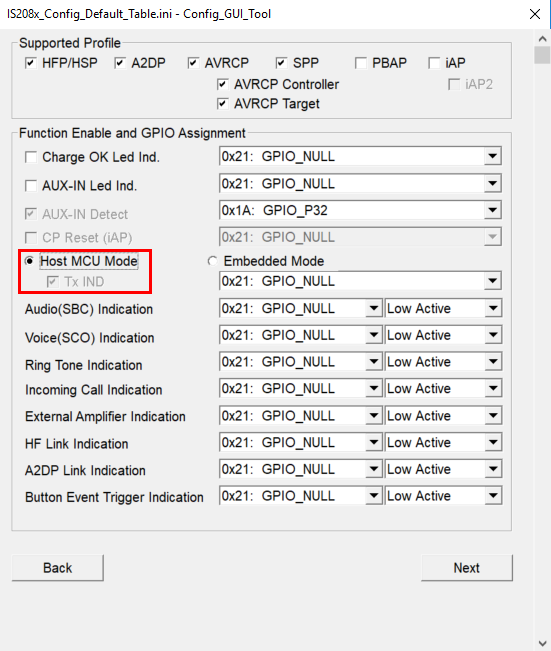 IS208x_Config_Default_Table.ini - Config_GUI_Tool
Supported Profile
HFP/HSP A2DP AVRCP SPP PBAP iAP
AVRCP Controller iAP2
AVRCP Target
Function Enable and GPIO Assignment
Charge OK Led Ind. 0x21: GPIO_NULL
AUX-IN Led Ind. 0x21: GPIO_NULL
AUX-IN Detect 0x1A: GPIO_P32
CP Reset (iAP) 0x21: GPIO_NULL
Host MCU Mode Embedded Mode
Tx IND 0x21: GPIO_NULL
Audio(SBC) Indication 0x21: GPIO_NULL Low Active
Voice(SCO) Indication 0x21: GPIO_NULL Low Active
Ring Tone Indication 0x21: GPIO_NULL Low Active
Incoming Call Indication 0x21: GPIO_NULL Low Active
External Amplifier Indication 0x21: GPIO_NULL Low Active
HF Link Indication 0x21: GPIO_NULL Low Active
A2DP Link Indication 0x21: GPIO_NULL Low Active
Button Event Trigger Indication 0x21: GPIO_NULL Low Active
Back Next